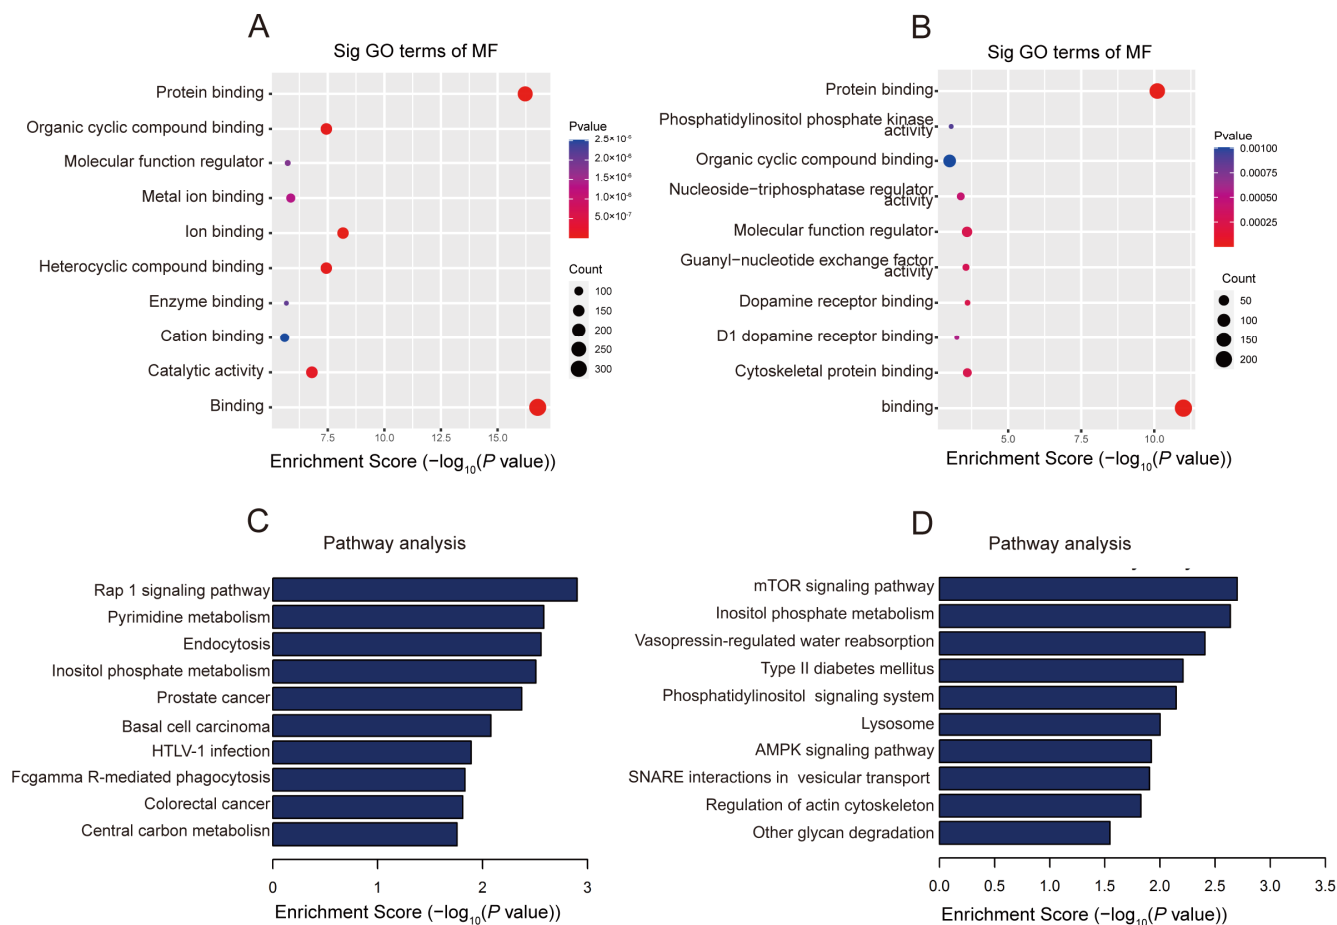 A
Sig GO terms of MF
Protein binding
Organic cyclic compound binding
Molecular function regulator
Metal ion binding
Ion binding
Heterocyclic compound binding
Enzyme binding
Cation binding
Catalytic activity
Binding
7.5 10.0 12.5 15.0
Enrichment Score (−log10(P value))
Pvalue
2.5×10⁻⁶
2.0×10⁻⁶
1.5×10⁻⁶
1.0×10⁻⁶
5.0×10⁻⁷
Count
100
150
200
250
300
B
Sig GO terms of MF
Protein binding
Phosphatidylinositol phosphate kinase
activity
Organic cyclic compound binding
Nucleoside−triphosphatase regulator
activity
Molecular function regulator
Guanyl−nucleotide exchange factor
activity
Dopamine receptor binding
D1 dopamine receptor binding
Cytoskeletal protein binding
binding
5.0 7.5 10.0
Enrichment Score (−log10(P value))
Pvalue
0.00100
0.00075
0.00050
0.00025
Count
50
100
150
200
C
Pathway analysis
Rap 1 signaling pathway
Pyrimidine metabolism
Endocytosis
Inositol phosphate metabolism
Prostate cancer
Basal cell carcinoma
HTLV-1 infection
Fcgamma R-mediated phagocytosis
Colorectal cancer
Central carbon metabolisn
0 1 2 3
Enrichment Score (−log10(P value))
D
Pathway analysis
mTOR signaling pathway
Inositol phosphate metabolism
Vasopressin-regulated water reabsorption
Type II diabetes mellitus
Phosphatidylinositol signaling system
Lysosome
AMPK signaling pathway
SNARE interactions in vesicular transport
Regulation of actin cytoskeleton
Other glycan degradation
0.0 0.5 1.0 1.5 2.0 2.5 3.0 3.5
Enrichment Score (−log10(P value))